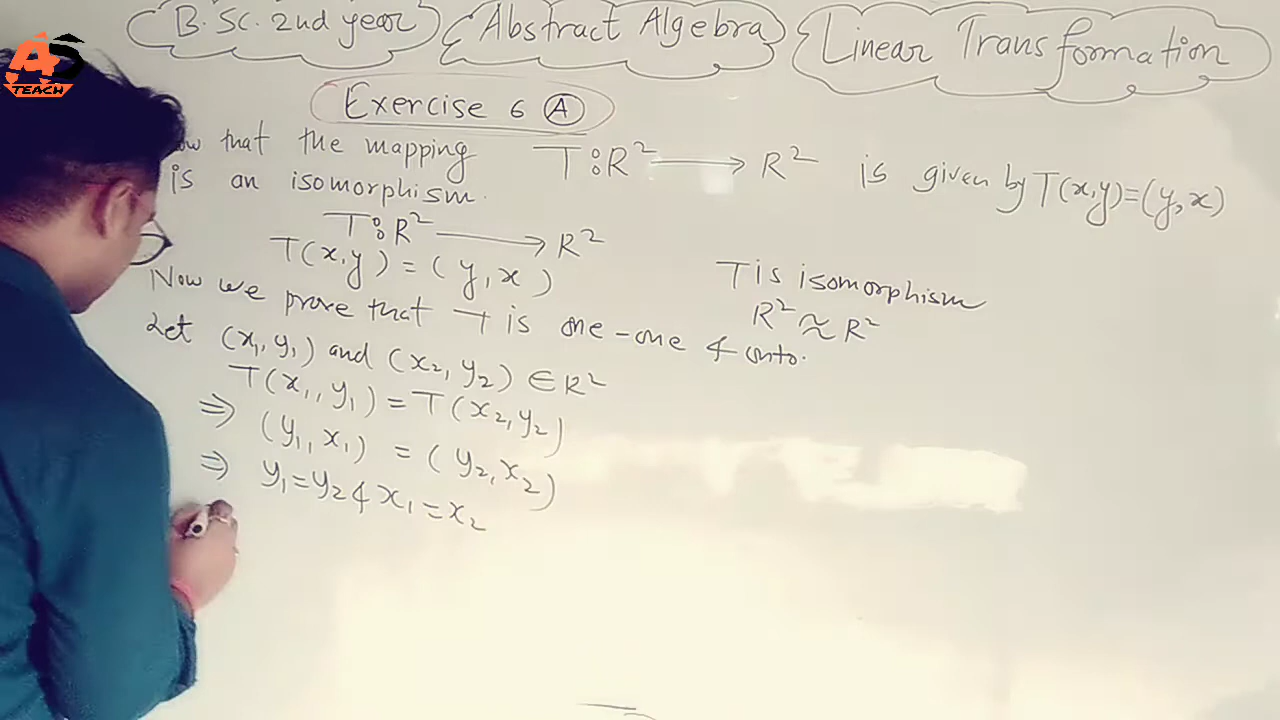 AS
TEACH
B.Sc. 2nd year
Abstract Algebra
Linear Transformation
Exercise 6 A
that the mapping T:R² → R² is given by T(x,y)=(y,x)
is an isomorphism.
T:R² → R²
T(x,y) = (y,x)
T is isomorphism
R² ≈ R²
Now we prove that T is one-one & onto.
Let (x₁,y₁) and (x₂,y₂) ∈ R²
T(x₁,y₁) = T(x₂,y₂)
⇒ (y₁,x₁) = (y₂,x₂)
⇒ y₁=y₂ & x₁=x₂